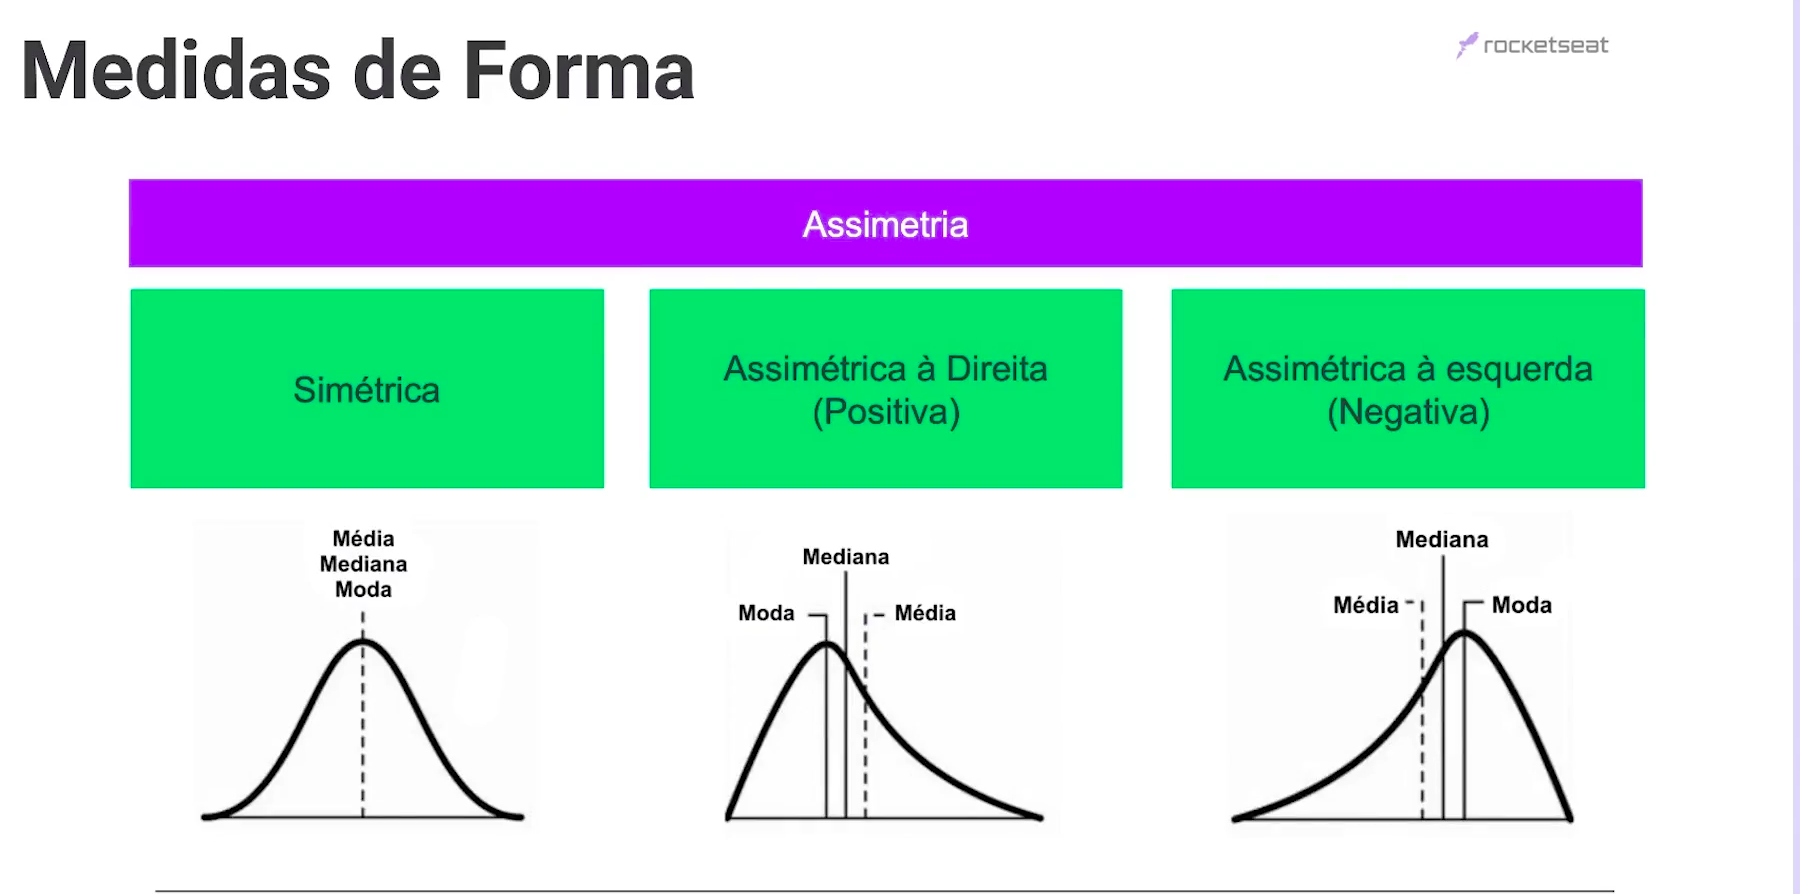 Medidas de Forma
rocketseat
Assimetria
Simétrica
Assimétrica à Direita
(Positiva)
Assimétrica à esquerda
(Negativa)
Média
Mediana
Moda
Mediana
Moda
Média
Mediana
Média
Moda